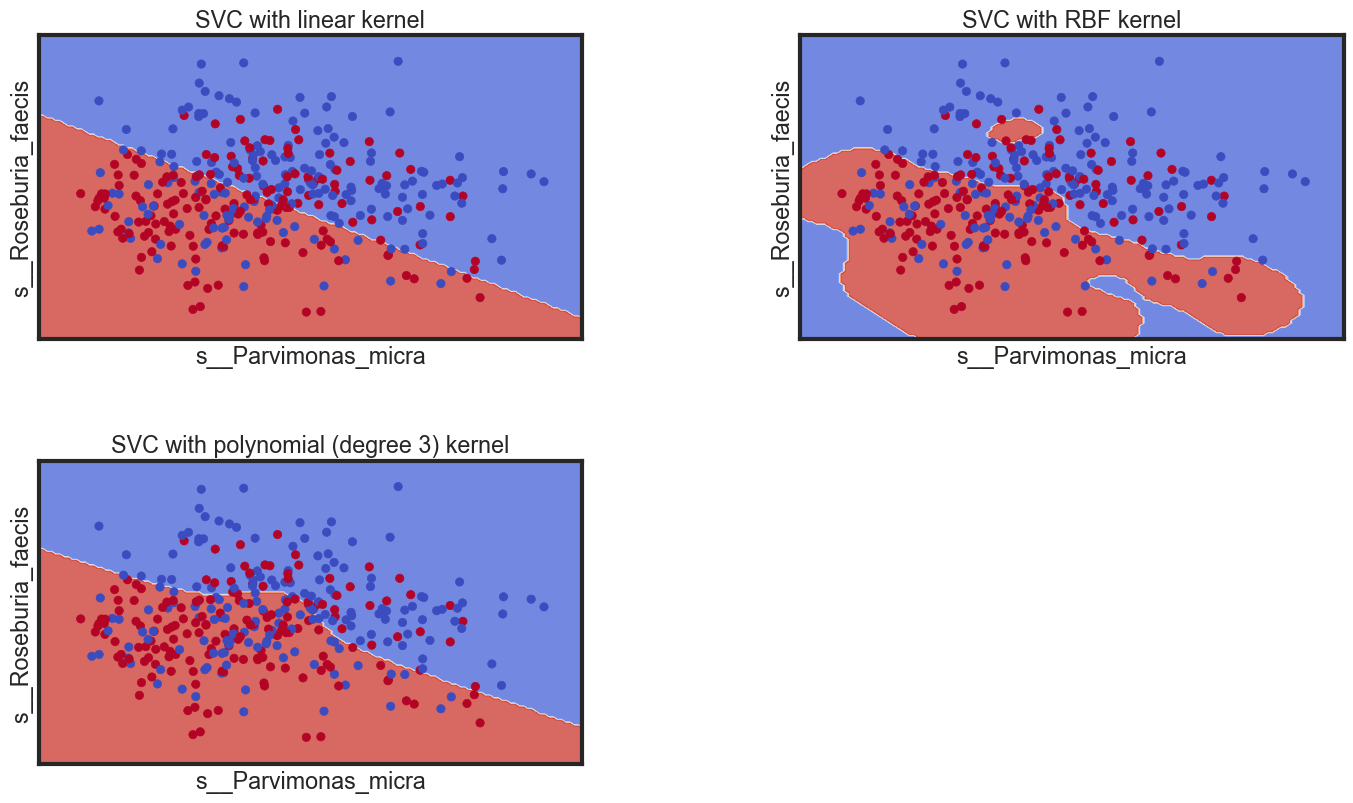 SVC with linear kernel
s__Roseburia_faecis
s__Parvimonas_micra
SVC with RBF kernel
s__Roseburia_faecis
s__Parvimonas_micra
SVC with polynomial (degree 3) kernel
s__Roseburia_faecis
s__Parvimonas_micra